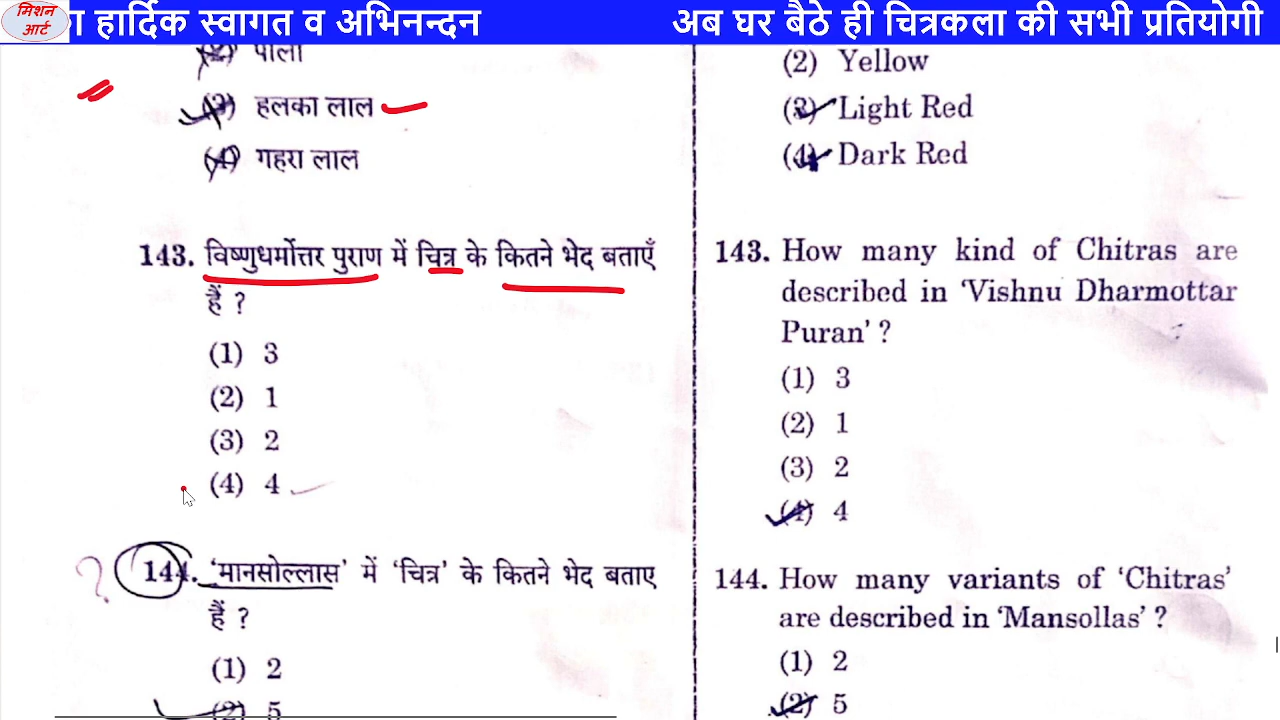 मिशन
आर्ट
ा हार्दिक स्वागत व अभिनन्दन
अब घर बैठे ही चित्रकला की सभी प्रतियोगी
(2) पीला
(3) हलका लाल
(4) गहरा लाल
143. विष्णुधर्मोत्तर पुराण में चित्र के कितने भेद बताएँ
हैं ?
(1) 3
(2) 1
(3) 2
(4) 4
144. ‘मानसोल्लास’ में ‘चित्र’ के कितने भेद बताए
हैं ?
(1) 2
(2) 5
(2) Yellow
(3) Light Red
(4) Dark Red
143. How many kind of Chitras are
described in ‘Vishnu Dharmottar
Puran’ ?
(1) 3
(2) 1
(3) 2
(4) 4
144. How many variants of ‘Chitras’
are described in ‘Mansollas’ ?
(1) 2
(2) 5